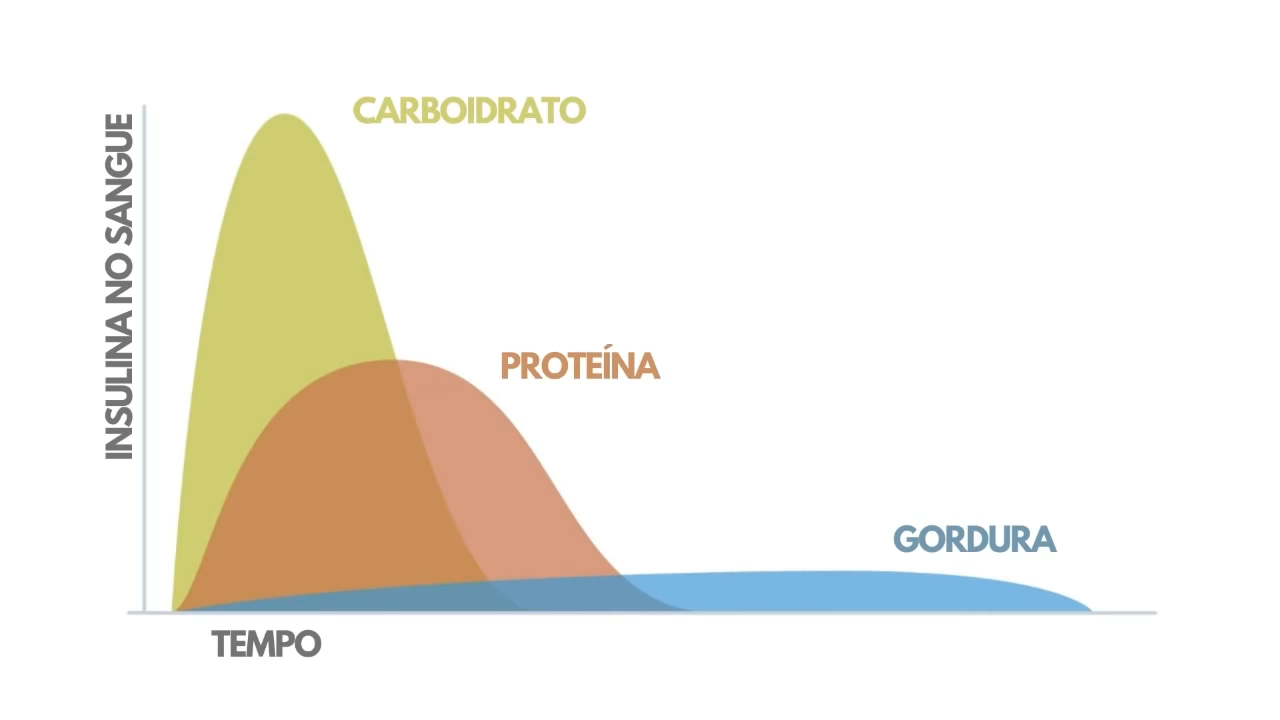 CARBOIDRATO
INSULINA NO SANGUE
PROTEÍNA
GORDURA
TEMPO